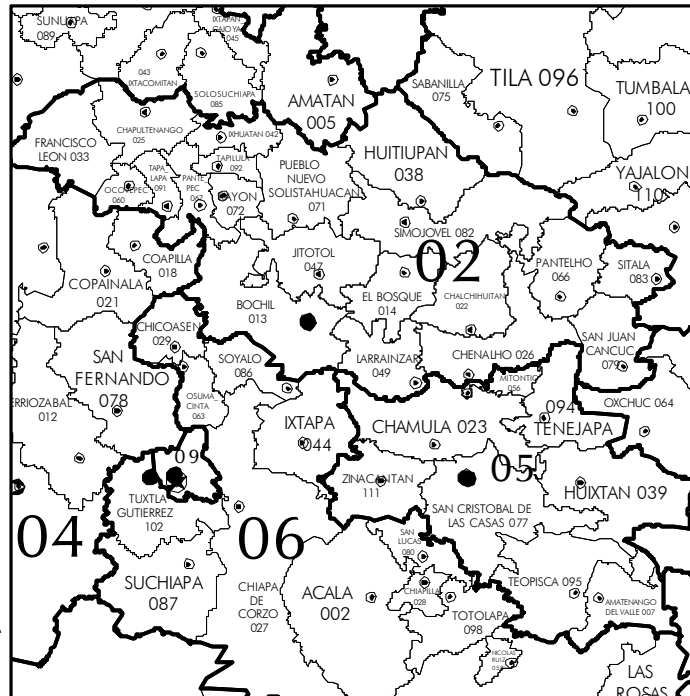 SUNUAPA
089
IXTAPAN
GAJOYA
045
043
IXTACOMITAN
SOLOSUCHIAPA
085
AMATAN
005
SABANILLA
075
TILA 096
TUMBALA
100
FRANCISCO
LEON 033
CHAPULTENANGO
025
IXHUATAN 042
HUITIUPAN
038
YAJALON
110
TAPILULA
092
TAPA
LAPA
091
PANTE
PEC
067
OCOTEPEC
060
RAYON
072
PUEBLO
NUEVO
SOLISTAHUACAN
071
SIMOJOVEL 082
02
COAPILLA
018
COPAINALA
021
JITOTOL
047
EL BOSQUE
014
CHALCHIHUITAN
022
PANTELHO
066
SITALA
083
BOCHIL
013
CHICOASEN
029
SAN
FERNANDO
078
SOYALO
086
LARRAINZAR
049
CHENALHO 026
SAN JUAN
CANCUC
079
MITONTIC
056
OSUMA
CINTA
063
ERRIOZABAL
012
IXTAPA
044
CHAMULA 023
094
TENEJAPA
OXCHUC 064
09
05
ZINACANTAN
111
HUIXTAN 039
TUXTLA
GUTIERREZ
102
SAN CRISTOBAL DE
LAS CASAS 077
04
06
SAN
LUCAS
080
SUCHIAPA
087
CHIAPA
DE
CORZO
027
ACALA
002
CHIAPILLA
028
TOTOLAPA
098
TEOPISCA 095
AMATENANGO
DEL VALLE 007
NICOLAS
RUIZ
LAS
ROSAS